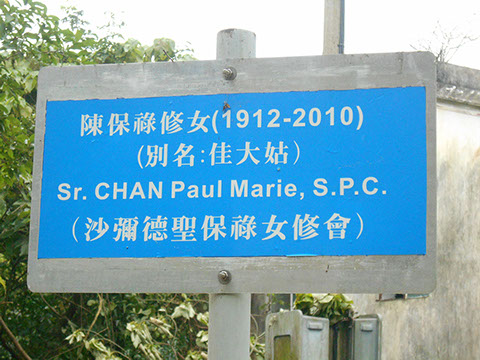 陳保祿修女(1912-2010)
(別名:佳大姑)
Sr. CHAN Paul Marie, S.P.C.
(沙彌德聖保祿女修會)